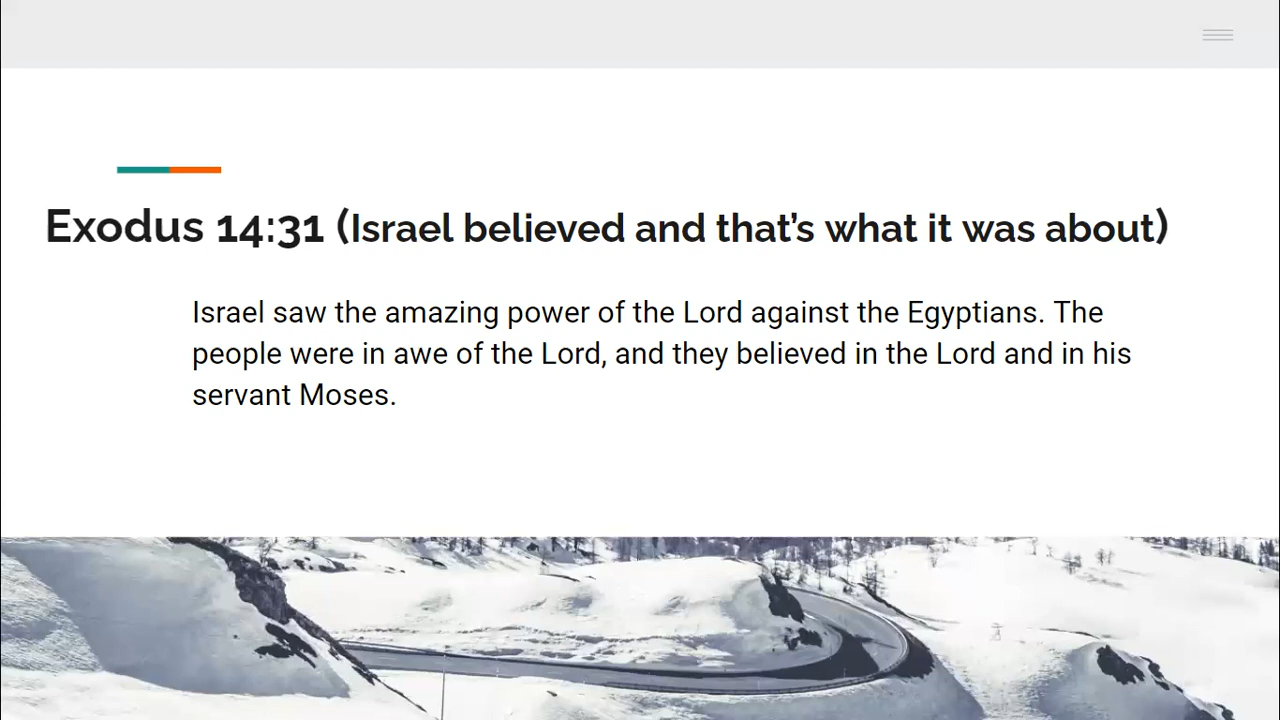 Exodus 14:31 (Israel believed and that’s what it was about)
Israel saw the amazing power of the Lord against the Egyptians. The
people were in awe of the Lord, and they believed in the Lord and in his
servant Moses.